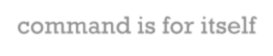 command is for itself